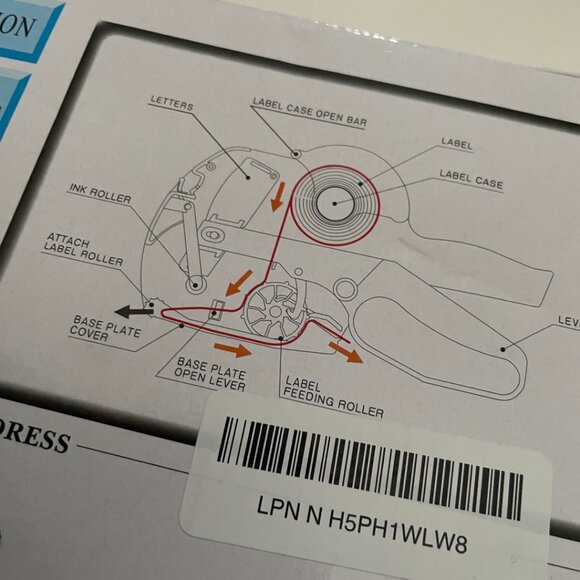 ION
LETTERS
LABEL CASE OPEN BAR
LABEL
LABEL CASE
INK ROLLER
ATTACH
LABEL ROLLER
BASE PLATE
COVER
BASE PLATE
OPEN LEVER
LABEL
FEEDING ROLLER
LEV
DRESS
LPN N H5PH1WLW8